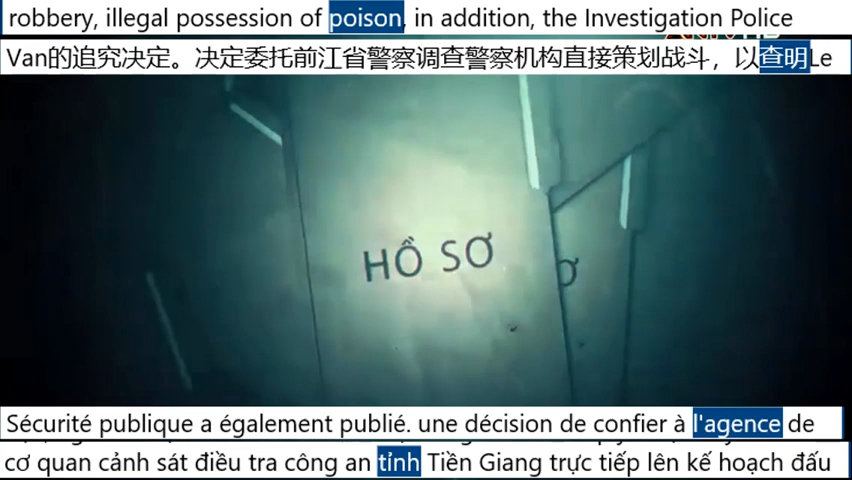 robbery, illegal possession of poison, in addition, the Investigation Police
Van的追究决定。决定委托前江省警察调查警察机构直接策划战斗，以查明Le
HỒ SƠ
Ơ
Sécurité publique a également publié. une décision de confier à l'agence de
cơ quan cảnh sát điều tra công an tỉnh Tiền Giang trực tiếp lên kế hoạch đấu